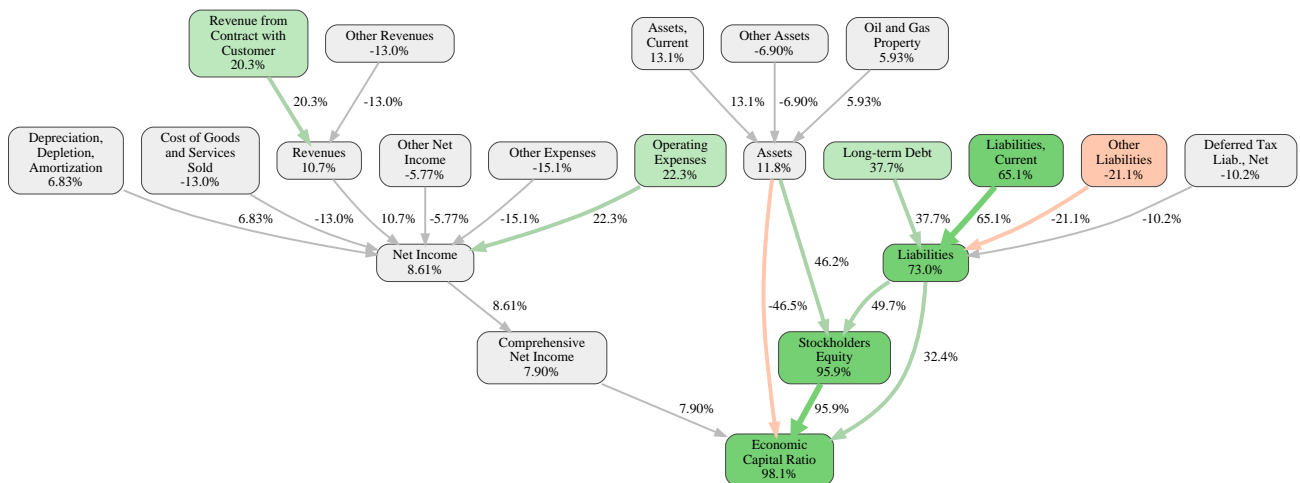 Revenue from
Contract with
Customer
20.3%
Other Revenues
-13.0%
Assets,
Current
13.1%
Other Assets
-6.90%
Oil and Gas
Property
5.93%
20.3%
-13.0%
13.1%
-6.90%
5.93%
Depreciation,
Depletion,
Amortization
6.83%
Cost of Goods
and Services
Sold
-13.0%
Revenues
10.7%
Other Net
Income
-5.77%
Other Expenses
-15.1%
Operating
Expenses
22.3%
Assets
11.8%
Long-term Debt
37.7%
Liabilities,
Current
65.1%
Other
Liabilities
-21.1%
Deferred Tax
Liab., Net
-10.2%
6.83%
-13.0%
10.7%
-5.77%
-15.1%
22.3%
37.7%
65.1%
-21.1%
-10.2%
Net Income
8.61%
46.2%
Liabilities
73.0%
8.61%
-46.5%
49.7%
Comprehensive
Net Income
7.90%
Stockholders
Equity
95.9%
32.4%
7.90%
95.9%
Economic
Capital Ratio
98.1%